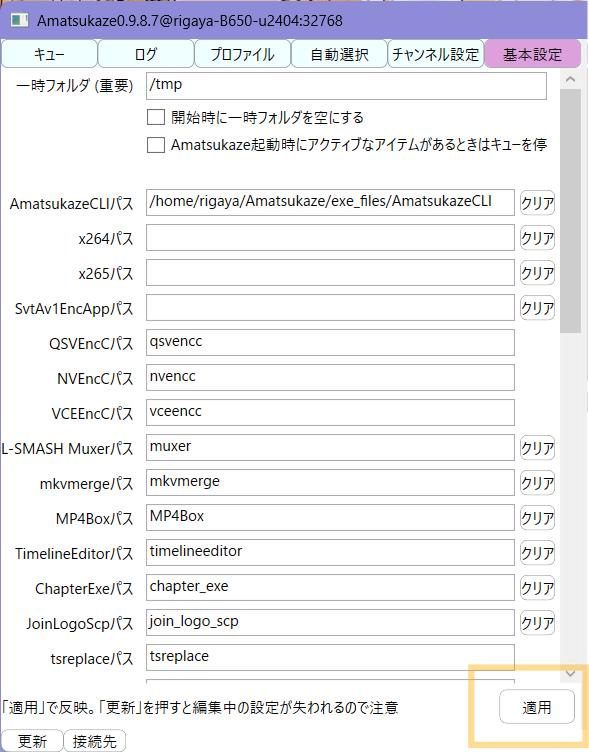 Amatsukaze0.9.8.7@rigaya-B650-u2404:32768
キュー ログ プロファイル 自動選択 チャンネル設定 基本設定
一時フォルダ (重要) /tmp
開始時に一時フォルダを空にする
Amatsukaze起動時にアクティブなアイテムがあるときはキューを停
AmatsukazeCLIパス /home/rigaya/Amatsukaze/exe_files/AmatsukazeCLI クリア
x264パス クリア
x265パス クリア
SvtAv1EncAppパス クリア
QSVEncCパス qsvencc
NVEncCパス nvencc
VCEEncCパス vceencc
L-SMASH Muxerパス muxer クリア
mkvmergeパス mkvmerge クリア
MP4Boxパス MP4Box クリア
TimelineEditorパス timelineeditor クリア
ChapterExeパス chapter_exe クリア
JoinLogoScpパス join_logo_scp クリア
tsreplaceパス tsreplace
「適用」で反映。「更新」を押すと編集中の設定が失われるので注意 適用
更新 接続先